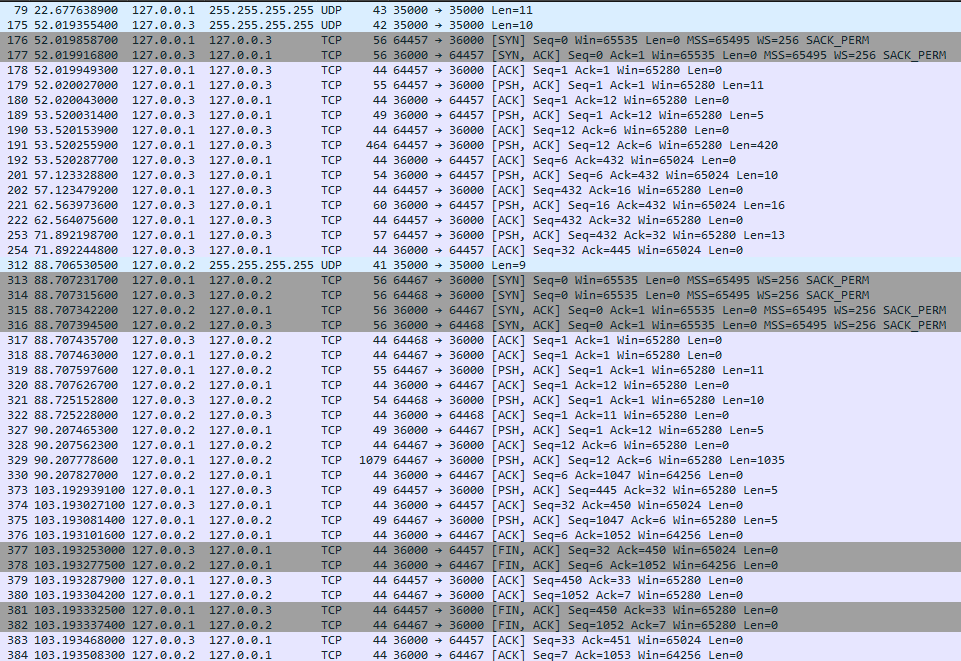 79 22.677638900 127.0.0.1 255.255.255.255 UDP 43 35000 → 35000 Len=11
175 52.019355400 127.0.0.3 255.255.255.255 UDP 42 35000 → 35000 Len=10
176 52.019858700 127.0.0.1 127.0.0.3 TCP 56 64457 → 36000 [SYN] Seq=0 Win=65535 Len=0 MSS=65495 WS=256 SACK_PERM
177 52.019916800 127.0.0.3 127.0.0.1 TCP 56 36000 → 64457 [SYN, ACK] Seq=0 Ack=1 Win=65535 Len=0 MSS=65495 WS=256 SACK_PERM
178 52.019949300 127.0.0.1 127.0.0.3 TCP 44 64457 → 36000 [ACK] Seq=1 Ack=1 Win=65280 Len=0
179 52.020027000 127.0.0.1 127.0.0.3 TCP 55 64457 → 36000 [PSH, ACK] Seq=1 Ack=1 Win=65280 Len=11
180 52.020043000 127.0.0.3 127.0.0.1 TCP 44 36000 → 64457 [ACK] Seq=1 Ack=12 Win=65280 Len=0
189 53.520031400 127.0.0.3 127.0.0.1 TCP 49 36000 → 64457 [PSH, ACK] Seq=1 Ack=12 Win=65280 Len=5
190 53.520153900 127.0.0.1 127.0.0.3 TCP 44 64457 → 36000 [ACK] Seq=12 Ack=6 Win=65280 Len=0
191 53.520255900 127.0.0.1 127.0.0.3 TCP 464 64457 → 36000 [PSH, ACK] Seq=12 Ack=6 Win=65280 Len=420
192 53.520287700 127.0.0.3 127.0.0.1 TCP 44 36000 → 64457 [ACK] Seq=6 Ack=432 Win=65024 Len=0
201 57.123328800 127.0.0.3 127.0.0.1 TCP 54 36000 → 64457 [PSH, ACK] Seq=6 Ack=432 Win=65024 Len=10
202 57.123479200 127.0.0.1 127.0.0.3 TCP 44 64457 → 36000 [ACK] Seq=432 Ack=16 Win=65280 Len=0
221 62.563973600 127.0.0.3 127.0.0.1 TCP 60 36000 → 64457 [PSH, ACK] Seq=16 Ack=432 Win=65024 Len=16
222 62.564075600 127.0.0.1 127.0.0.3 TCP 44 64457 → 36000 [ACK] Seq=432 Ack=32 Win=65280 Len=0
253 71.892198700 127.0.0.1 127.0.0.3 TCP 57 64457 → 36000 [PSH, ACK] Seq=432 Ack=32 Win=65280 Len=13
254 71.892244800 127.0.0.3 127.0.0.1 TCP 44 36000 → 64457 [ACK] Seq=32 Ack=445 Win=65024 Len=0
312 88.706530500 127.0.0.2 255.255.255.255 UDP 41 35000 → 35000 Len=9
313 88.707231700 127.0.0.1 127.0.0.2 TCP 56 64467 → 36000 [SYN] Seq=0 Win=65535 Len=0 MSS=65495 WS=256 SACK_PERM
314 88.707315600 127.0.0.3 127.0.0.2 TCP 56 64468 → 36000 [SYN] Seq=0 Win=65535 Len=0 MSS=65495 WS=256 SACK_PERM
315 88.707342200 127.0.0.2 127.0.0.1 TCP 56 36000 → 64467 [SYN, ACK] Seq=0 Ack=1 Win=65535 Len=0 MSS=65495 WS=256 SACK_PERM
316 88.707394500 127.0.0.2 127.0.0.3 TCP 56 36000 → 64468 [SYN, ACK] Seq=0 Ack=1 Win=65535 Len=0 MSS=65495 WS=256 SACK_PERM
317 88.707435700 127.0.0.3 127.0.0.2 TCP 44 64468 → 36000 [ACK] Seq=1 Ack=1 Win=65280 Len=0
318 88.707463000 127.0.0.1 127.0.0.2 TCP 44 64467 → 36000 [ACK] Seq=1 Ack=1 Win=65280 Len=0
319 88.707597600 127.0.0.1 127.0.0.2 TCP 55 64467 → 36000 [PSH, ACK] Seq=1 Ack=1 Win=65280 Len=11
320 88.707626700 127.0.0.2 127.0.0.1 TCP 44 36000 → 64467 [ACK] Seq=1 Ack=12 Win=65280 Len=0
321 88.725152800 127.0.0.3 127.0.0.2 TCP 54 64468 → 36000 [PSH, ACK] Seq=1 Ack=1 Win=65280 Len=10
322 88.725228000 127.0.0.2 127.0.0.3 TCP 44 36000 → 64468 [ACK] Seq=1 Ack=11 Win=65280 Len=0
327 90.207465300 127.0.0.2 127.0.0.1 TCP 49 36000 → 64467 [PSH, ACK] Seq=1 Ack=12 Win=65280 Len=5
328 90.207562300 127.0.0.1 127.0.0.2 TCP 44 64467 → 36000 [ACK] Seq=12 Ack=6 Win=65280 Len=0
329 90.207778600 127.0.0.1 127.0.0.2 TCP 1079 64467 → 36000 [PSH, ACK] Seq=12 Ack=6 Win=65280 Len=1035
330 90.207827000 127.0.0.2 127.0.0.1 TCP 44 36000 → 64467 [ACK] Seq=6 Ack=1047 Win=64256 Len=0
373 103.192939100 127.0.0.1 127.0.0.3 TCP 49 64457 → 36000 [PSH, ACK] Seq=445 Ack=32 Win=65280 Len=5
374 103.193027100 127.0.0.3 127.0.0.1 TCP 44 36000 → 64457 [ACK] Seq=32 Ack=450 Win=65024 Len=0
375 103.193081400 127.0.0.1 127.0.0.2 TCP 49 64467 → 36000 [PSH, ACK] Seq=1047 Ack=6 Win=65280 Len=5
376 103.193101600 127.0.0.2 127.0.0.1 TCP 44 36000 → 64467 [ACK] Seq=6 Ack=1052 Win=64256 Len=0
377 103.193253000 127.0.0.3 127.0.0.1 TCP 44 36000 → 64457 [FIN, ACK] Seq=32 Ack=450 Win=65024 Len=0
378 103.193277500 127.0.0.2 127.0.0.1 TCP 44 36000 → 64467 [FIN, ACK] Seq=6 Ack=1052 Win=64256 Len=0
379 103.193287900 127.0.0.1 127.0.0.3 TCP 44 64457 → 36000 [ACK] Seq=450 Ack=33 Win=65280 Len=0
380 103.193304200 127.0.0.1 127.0.0.2 TCP 44 64467 → 36000 [ACK] Seq=1052 Ack=7 Win=65280 Len=0
381 103.193332500 127.0.0.1 127.0.0.3 TCP 44 64457 → 36000 [FIN, ACK] Seq=450 Ack=33 Win=65280 Len=0
382 103.193337400 127.0.0.1 127.0.0.2 TCP 44 64467 → 36000 [FIN, ACK] Seq=1052 Ack=7 Win=65280 Len=0
383 103.193468000 127.0.0.3 127.0.0.1 TCP 44 36000 → 64457 [ACK] Seq=33 Ack=451 Win=65024 Len=0
384 103.193508300 127.0.0.2 127.0.0.1 TCP 44 36000 → 64467 [ACK] Seq=7 Ack=1053 Win=64256 Len=0